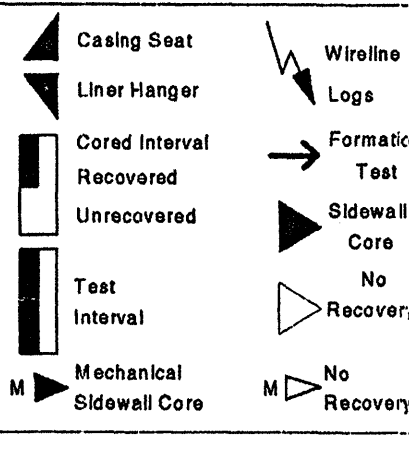 Casing Seat
Liner Hanger
Cored Interval
Recovered
Unrecovered
Test
Interval
M Mechanical
Sidewall Core
Wireline
Logs
Formatic
Test
Sidewall
Core
No
Recovery
M No
Recovery